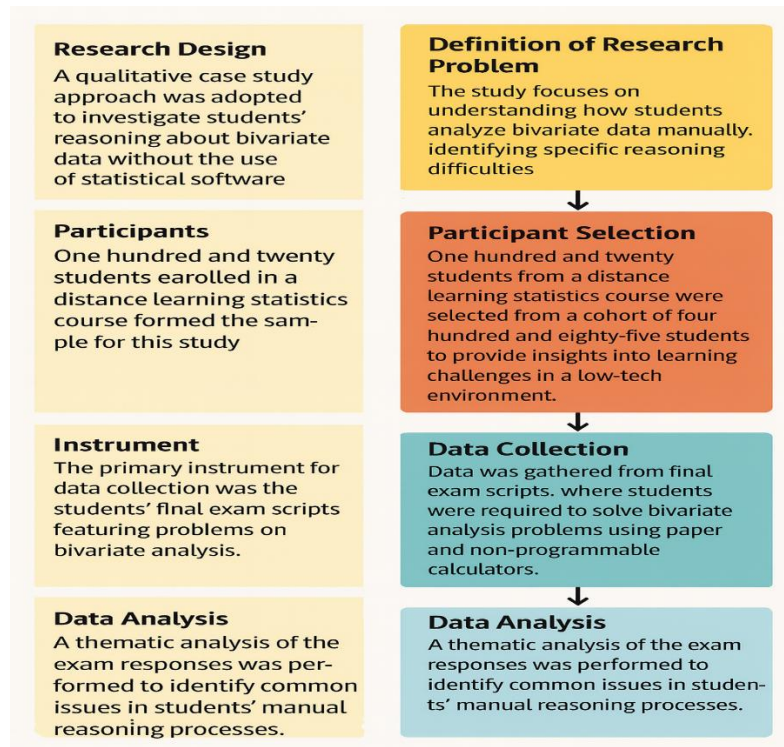 Research Design
A qualitative case study
approach was adopted
to investigate students'
reasoning about bivariate
data without the use
of statistical software
Definition of Research
Problem
The study focuses on
understanding how students
analyze bivariate data manually.
identifying specific reasoning
difficulties
Participants
One hundred and twenty
students earolled in a
distance learning statistics
course formed the sam-
ple for this study
Participant Selection
One hundred and twenty
students from a distance
learning statistics course were
selected from a cohort of four
hundred and eighty-five students
to provide insights into learning
challenges in a low-tech
environment.
Instrument
The primary instrument for
data collection was the
students' final exam scripts
featuring problems on
bivariate analysis.
Data Collection
Data was gathered from final
exam scripts. where students
were required to solve bivariate
analysis problems using paper
and non-programmable
calculators.
Data Analysis
A thematic analysis of the
exam responses was per-
formed to identify common
issues in students' manual
reasoning processes.
Data Analysis
A thematic analysis of the exam
responses was performed to
identify common issues in studen-
ts' manual reasoning processes.